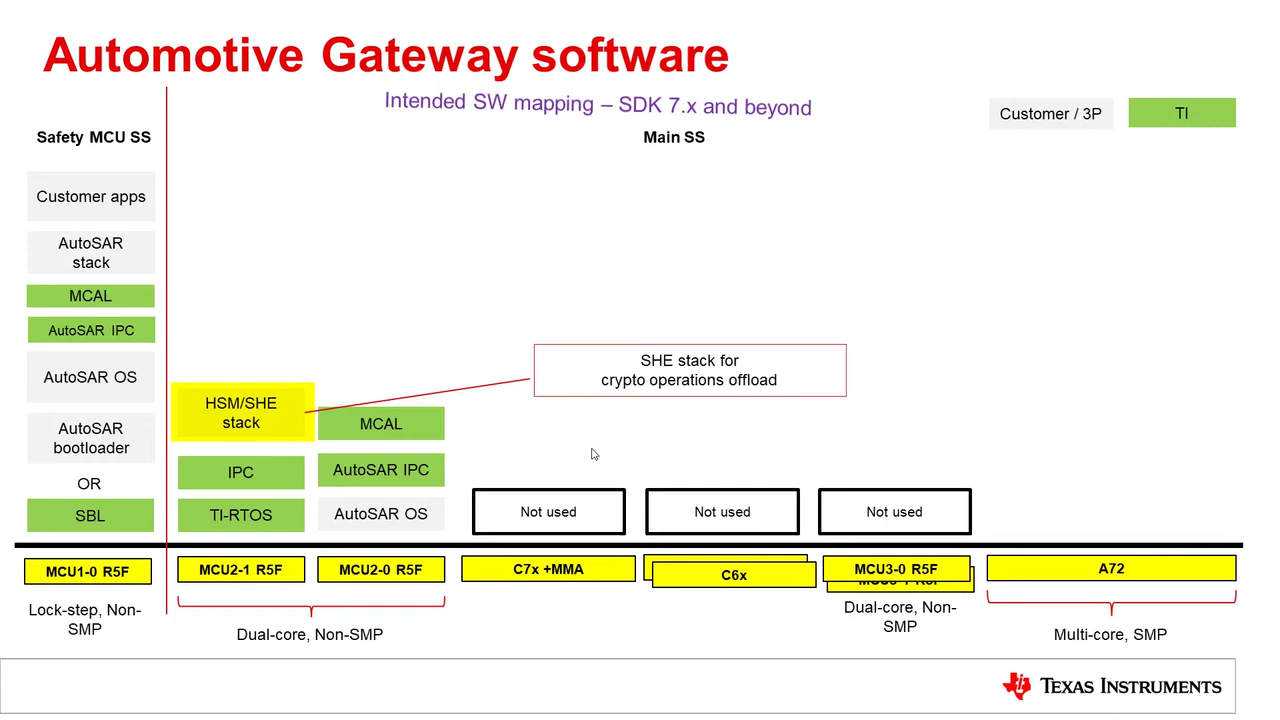 Automotive Gateway software
Intended SW mapping – SDK 7.x and beyond
Customer / 3P
TI
Safety MCU SS
Main SS
Customer apps
AutoSAR
stack
MCAL
AutoSAR IPC
AutoSAR OS
AutoSAR
bootloader
OR
SBL
HSM/SHE
stack
IPC
TI-RTOS
MCAL
AutoSAR IPC
AutoSAR OS
SHE stack for
crypto operations offload
Not used
Not used
Not used
MCU1-0 R5F
MCU2-1 R5F
MCU2-0 R5F
C7x +MMA
C6x
MCU3-0 R5F
MCU3-1 R5F
A72
Lock-step, Non-
SMP
Dual-core, Non-SMP
Dual-core, Non-
SMP
Multi-core, SMP
TEXAS INSTRUMENTS